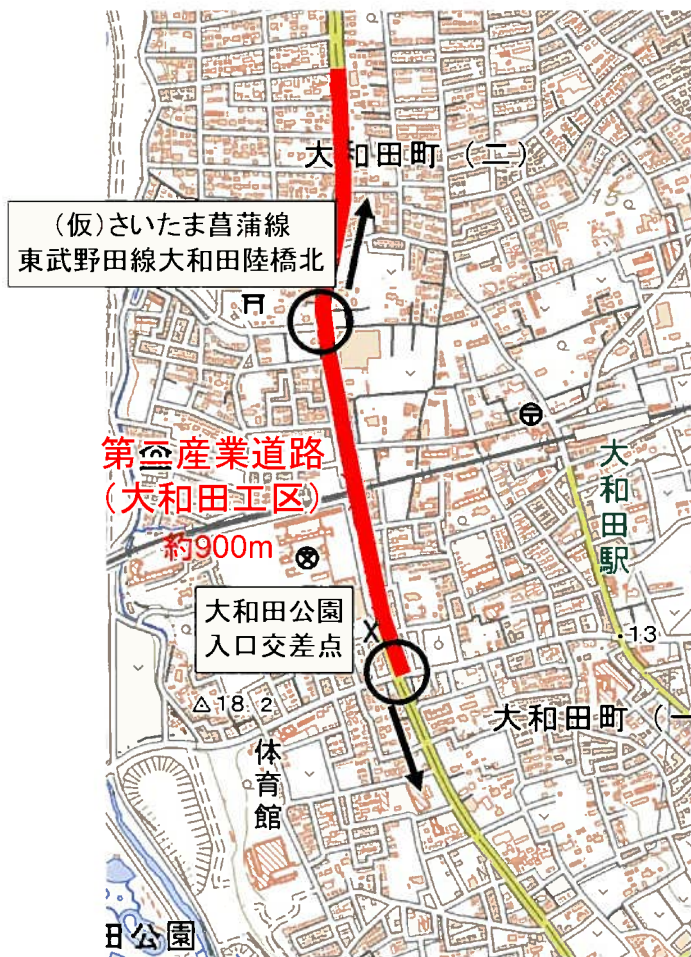 大和田町（二）
15
（仮）さいたま菖蒲線
東武野田線大和田陸橋北
第二産業道路
（大和田工区）
約900m
大和田駅
大和田公園
入口交差点
X
13
18.2
大和田町（一
体育館
田公園